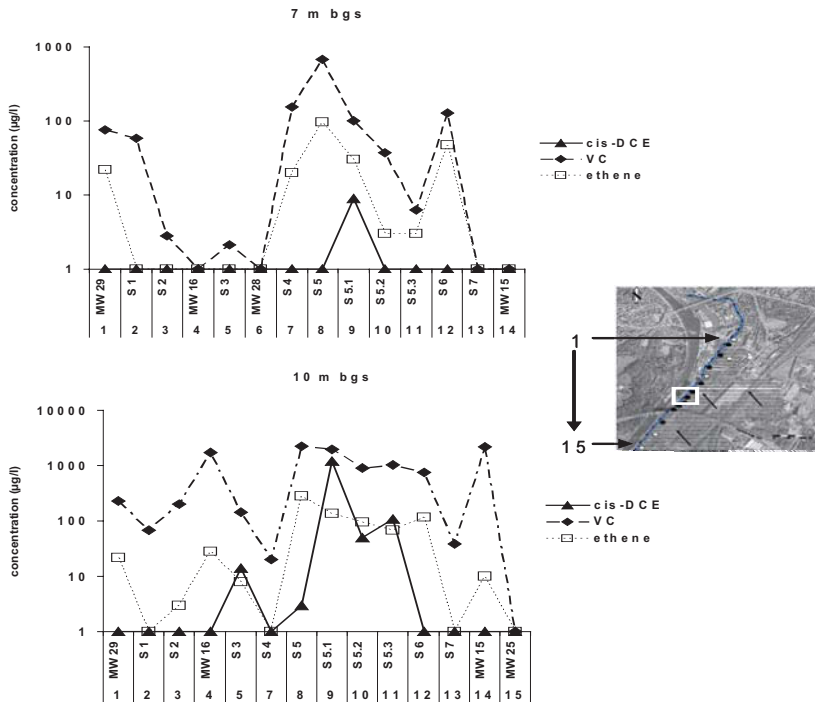 7 m bgs
concentration (µg/l)
1000
100
10
1
MW 29 S 1 S 2 MW 16 S 3 MW 28 S 4 S 5 S 5.1 S 5.2 S 5.3 S 6 S 7 MW 15
1 2 3 4 5 6 7 8 9 10 11 12 13 14
cis-DCE
VC
ethene
1
15
10 m bgs
concentration (µg/l)
10000
1000
100
10
1
MW 29 S 1 S 2 MW 16 S 3 S 4 S 5 S 5.1 S 5.2 S 5.3 S 6 S 7 MW 15 MW 25
1 2 3 4 5 7 8 9 10 11 12 13 14 15
cis-DCE
VC
ethene